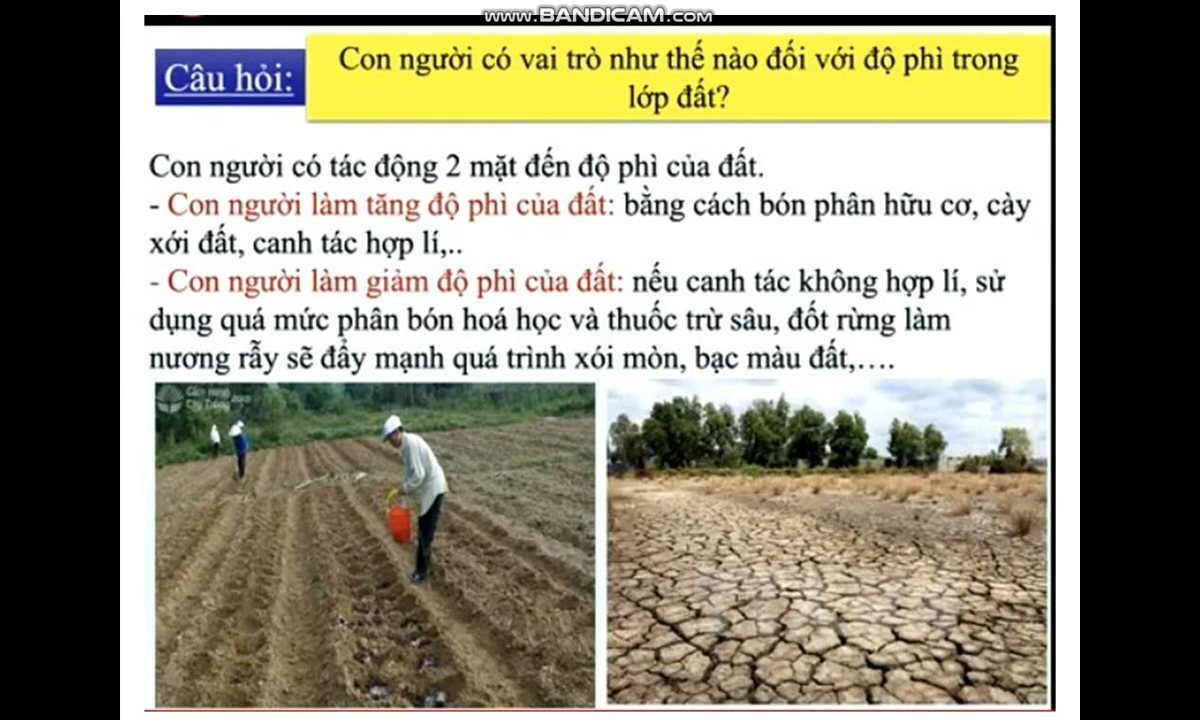 www.BANDICAM.com
Câu hỏi:
Con người có vai trò như thế nào đối với độ phì trong
lớp đất?
Con người có tác động 2 mặt đến độ phì của đất.
- Con người làm tăng độ phì của đất: bằng cách bón phân hữu cơ, cày
xới đất, canh tác hợp lí,..
- Con người làm giảm độ phì của đất: nếu canh tác không hợp lí, sử
dụng quá mức phân bón hoá học và thuốc trừ sâu, đốt rừng làm
nương rẫy sẽ đẩy mạnh quá trình xói mòn, bạc màu đất,….